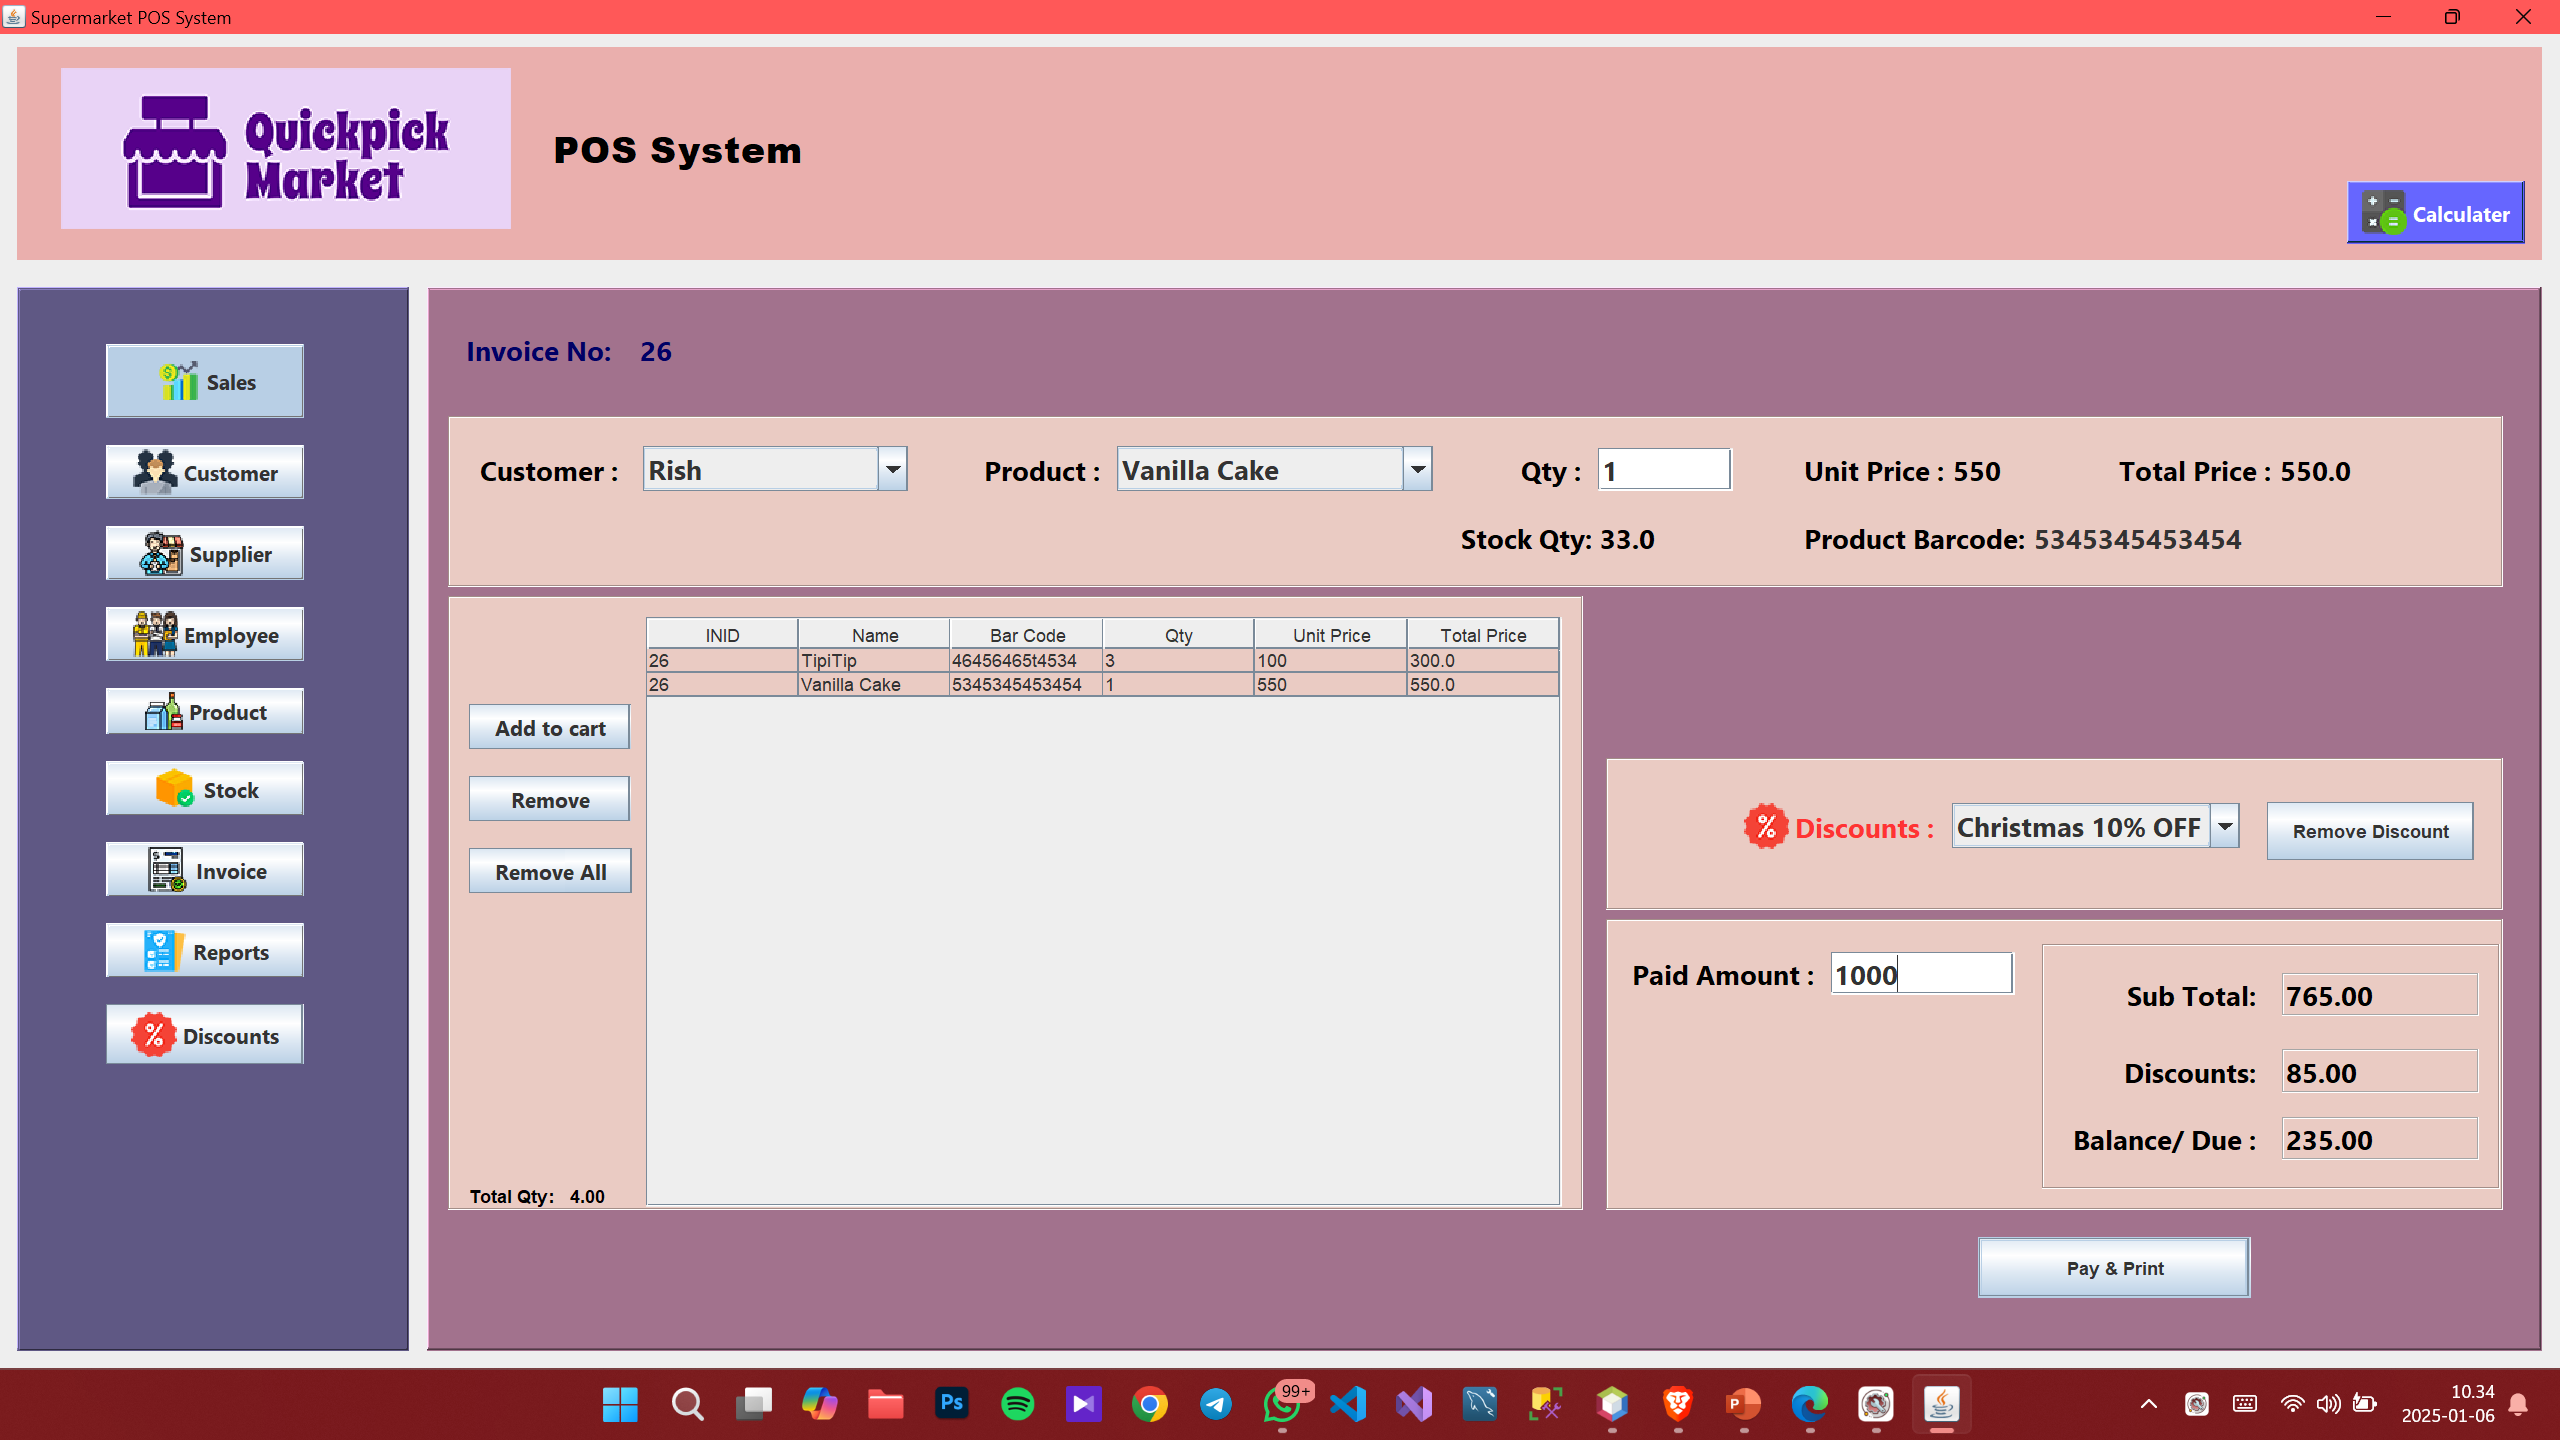 Supermarket POS System
Quickpick
Market
POS System
Calculater
Sales
Customer
Supplier
Employee
Product
Stock
Invoice
Reports
Discounts
Invoice No: 26
Customer : Rish Product : Vanilla Cake Qty : 1 Unit Price : 550 Total Price : 550.0
Stock Qty: 33.0 Product Barcode: 5345345453454
INID Name Bar Code Qty Unit Price Total Price
26 TipiTip 46456465t4534 3 100 300.0
26 Vanilla Cake 5345345453454 1 550 550.0
Add to cart
Remove
Remove All
Total Qty: 4.00
Discounts : Christmas 10% OFF Remove Discount
Paid Amount : 1000
Sub Total: 765.00
Discounts: 85.00
Balance/ Due : 235.00
Pay & Print
Ps
99+
P
10.34
2025-01-06